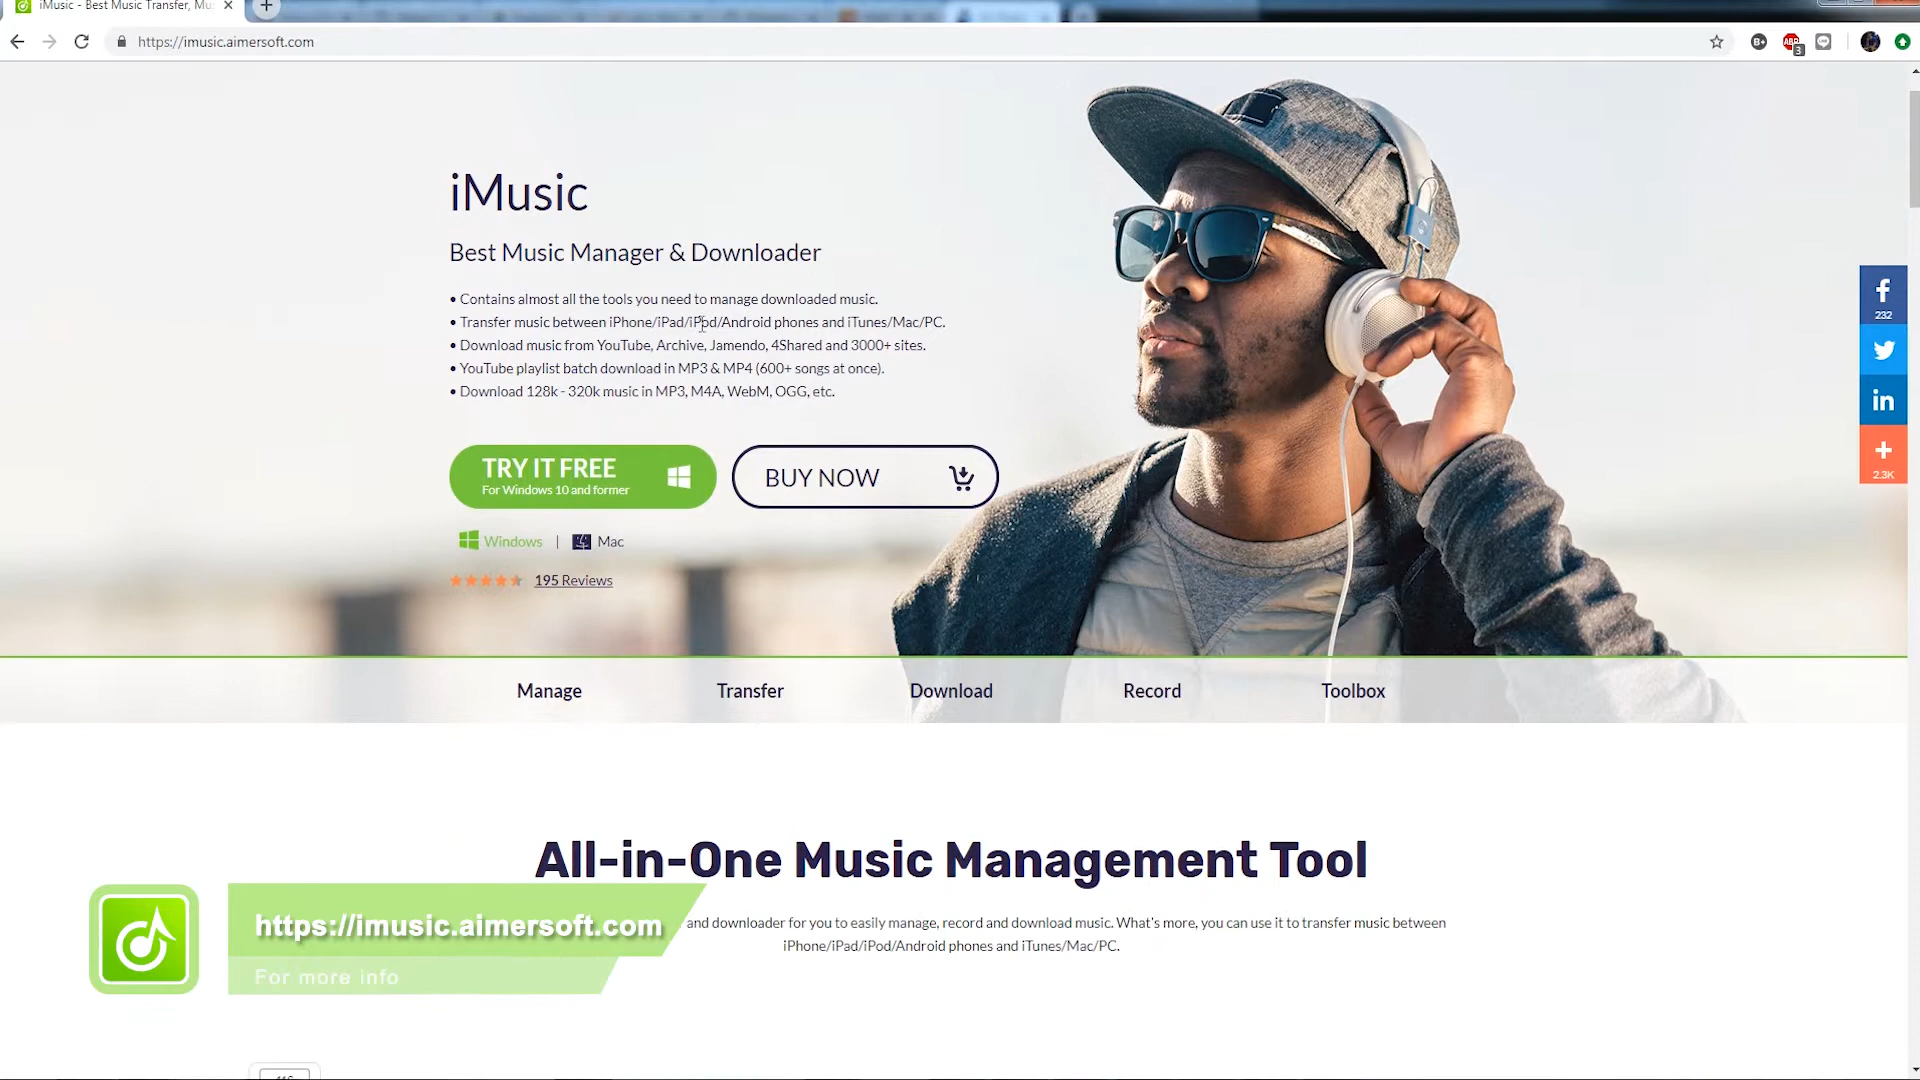 iMusic - Best Music Transfer, Mu
https://imusic.aimersoft.com
ABP
3
iMusic
Best Music Manager & Downloader
• Contains almost all the tools you need to manage downloaded music.
• Transfer music between iPhone/iPad/iPod/Android phones and iTunes/Mac/PC.
• Download music from YouTube, Archive, Jamendo, 4Shared and 3000+ sites.
• YouTube playlist batch download in MP3 & MP4 (600+ songs at once).
• Download 128k - 320k music in MP3, M4A, WebM, OGG, etc.
TRY IT FREE
For Windows 10 and former
BUY NOW
Windows | Mac
195 Reviews
232
2.3K
Manage Transfer Download Record Toolbox
All-in-One Music Management Tool
and downloader for you to easily manage, record and download music. What's more, you can use it to transfer music between
iPhone/iPad/iPod/Android phones and iTunes/Mac/PC.
https://imusic.aimersoft.com
For more info